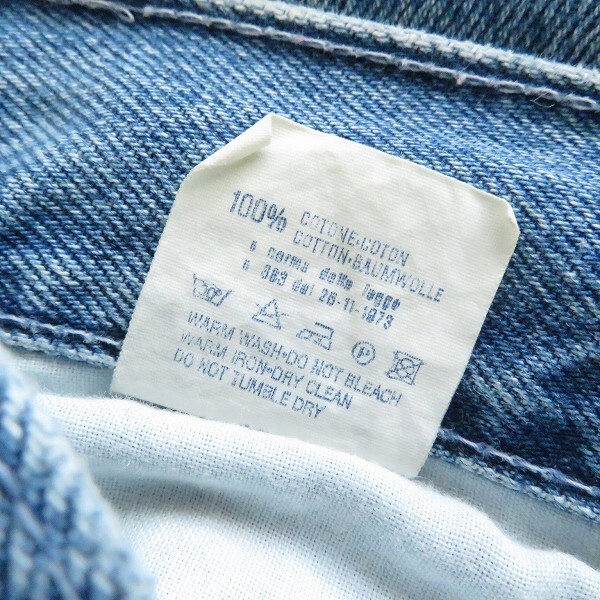 100% COTONE·COTON
COTTON·BAUMWOLLE
a norma della legge
n 383 del 26-11-1973
P
WARM WASH·DO NOT BLEACH
WARM IRON·DRY CLEAN
DO NOT TUMBLE DRY